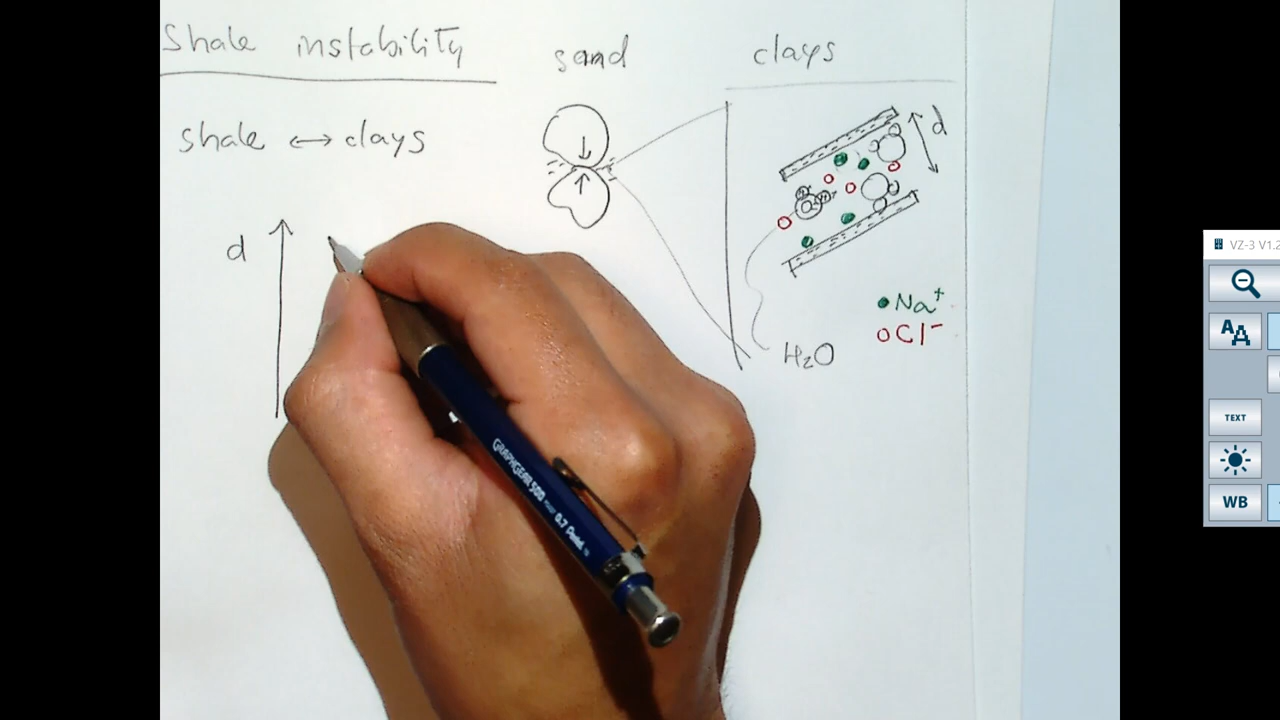 Shale instability
sand
clays
Shale ↔ clays
d
d
Na⁺
Cl⁻
H₂O
GRAPHGEAR 500 0.7 Pentel
VZ-3 V1.2
AA
TEXT
WB